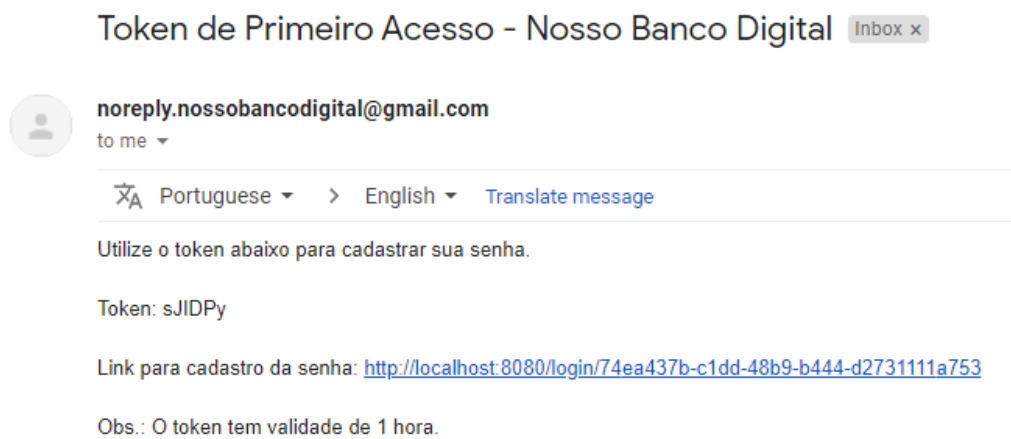 Token de Primeiro Acesso - Nosso Banco Digital Inbox x
noreply.nossobancodigital@gmail.com
to me
Portuguese > English Translate message
Utilize o token abaixo para cadastrar sua senha.
Token: sJIDPy
Link para cadastro da senha: http://localhost:8080/login/74ea437b-c1dd-48b9-b444-d2731111a753
Obs.: O token tem validade de 1 hora.